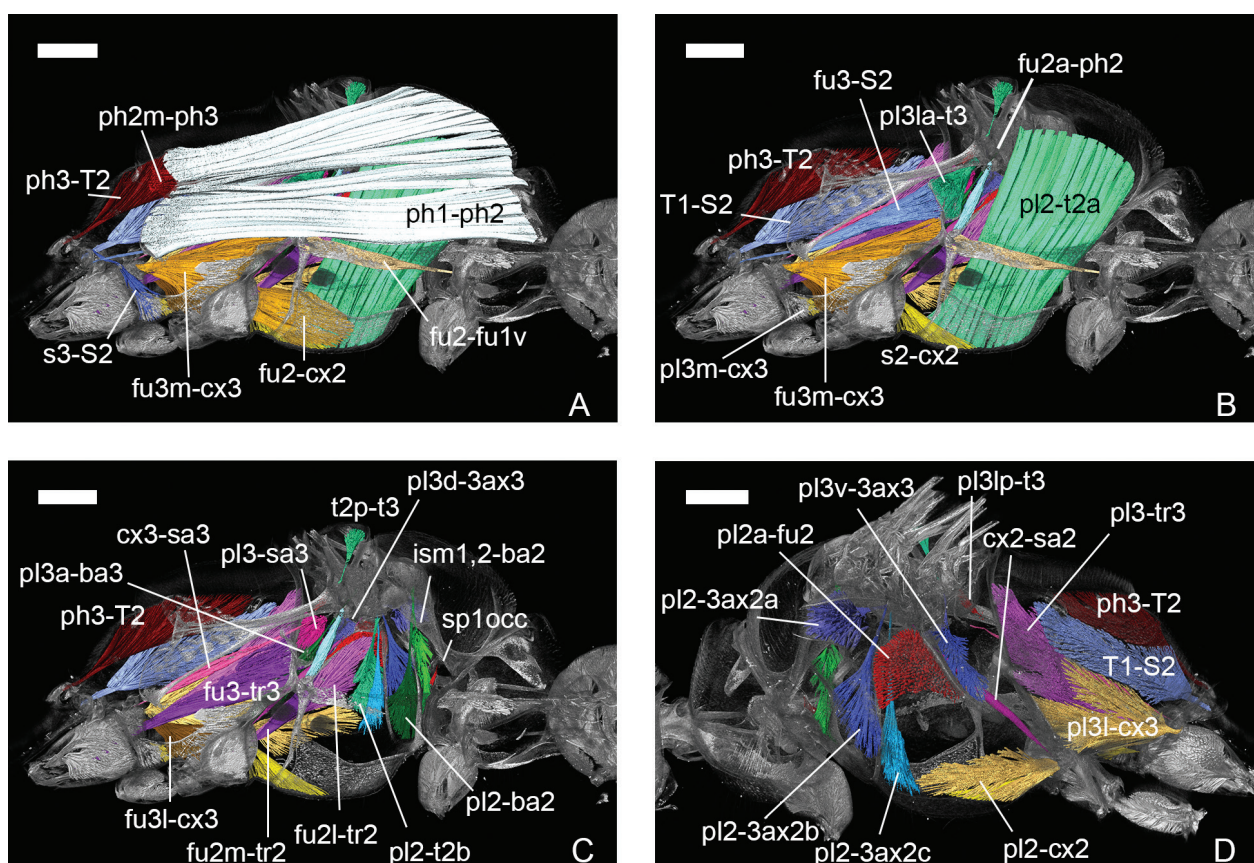 ph2m-ph3
ph3-T2
ph1-ph2
s3-S2
fu2-fu1v
fu3m-cx3
fu2-cx2
A
fu2a-ph2
fu3-S2
pl3la-t3
ph3-T2
T1-S2
pl2-t2a
s2-cx2
pl3m-cx3
fu3m-cx3
B
pl3d-3ax3
t2p-t3
cx3-sa3
pl3-sa3
ism1,2-ba2
pl3a-ba3
ph3-T2
sp1occ
fu3-tr3
pl2-ba2
fu3l-cx3
fu2l-tr2
fu2m-tr2
pl2-t2b
C
pl3v-3ax3
pl3lp-t3
pl2a-fu2
pl3-tr3
cx2-sa2
pl2-3ax2a
ph3-T2
T1-S2
pl3l-cx3
pl2-3ax2b
pl2-3ax2c
pl2-cx2
D